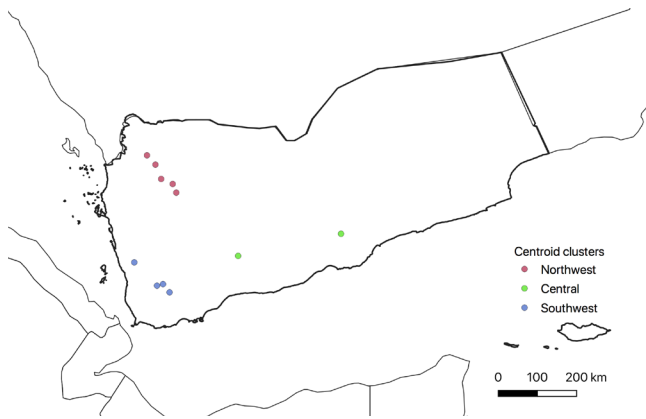 Centroid clusters
Northwest
Central
Southwest
0 100 200 km